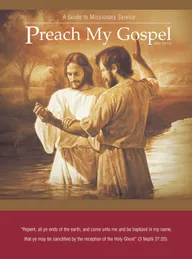 A Guide to Missionary Service
Preach My Gospel
"Repent, all ye ends of the earth, and come unto me and be baptized in my name,
that ye may be sanctified by the reception of the Holy Ghost" (3 Nephi 27:20).